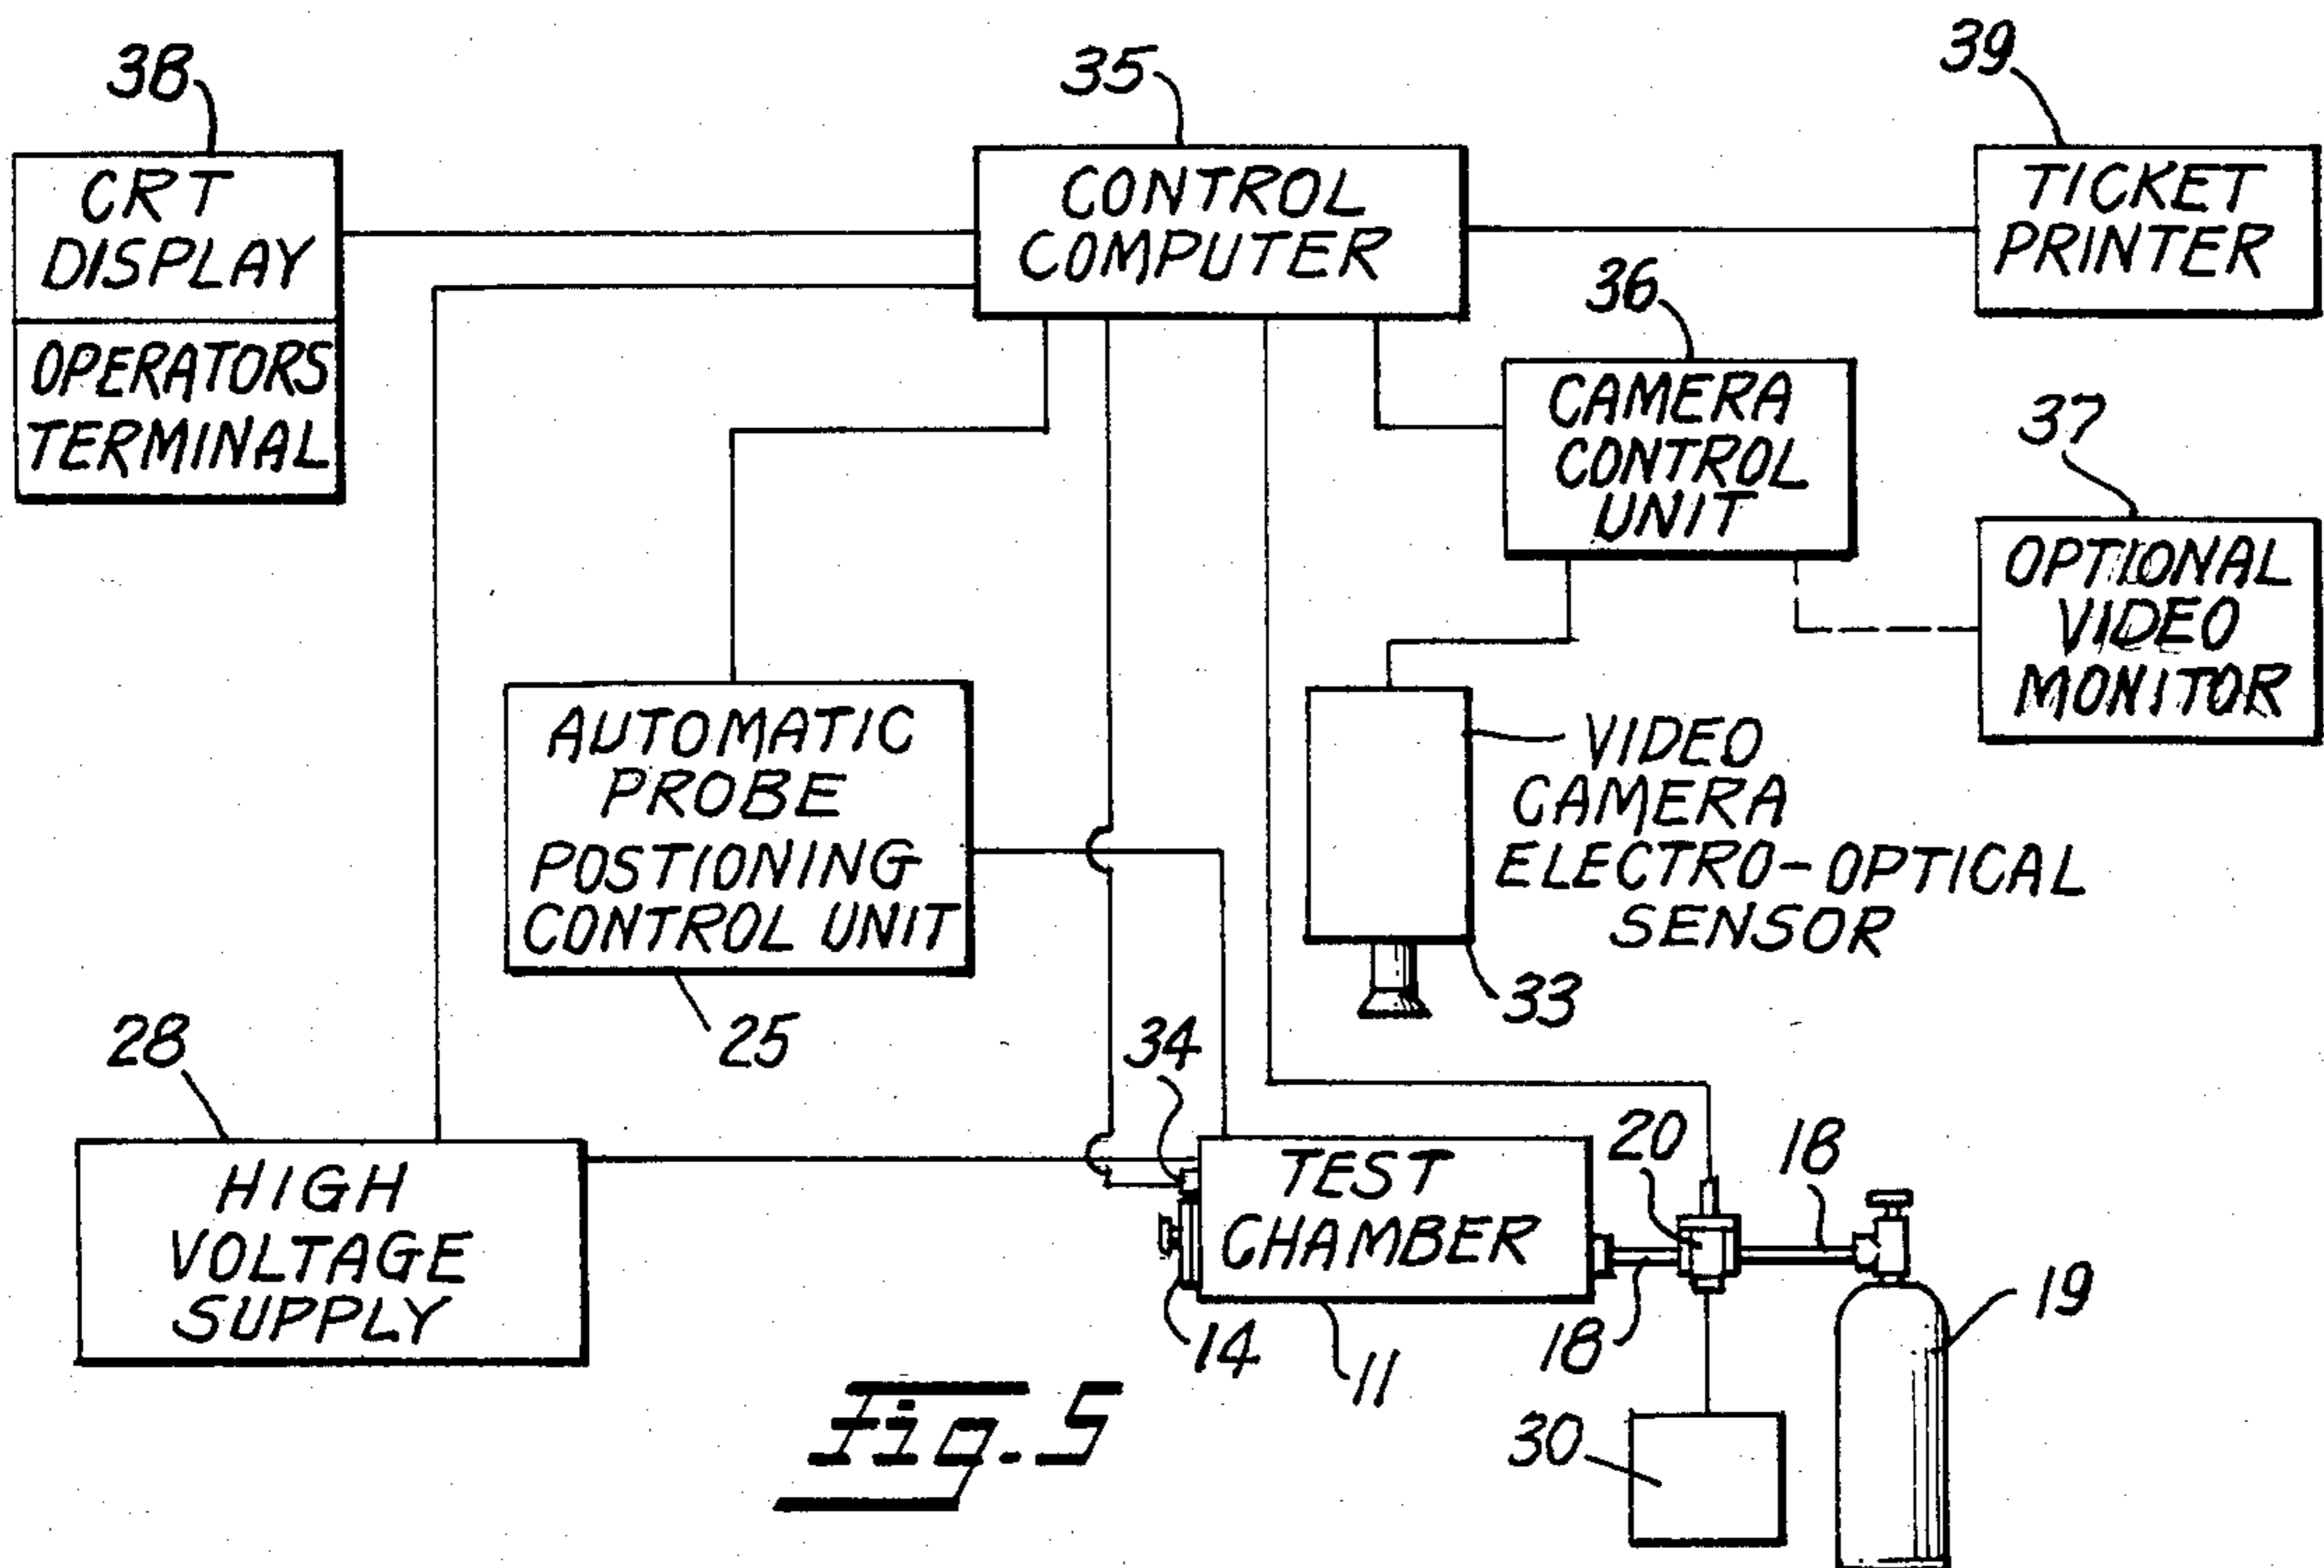 38
35
39
CRT
DISPLAY
OPERATORS
TERMINAL
CONTROL
COMPUTER
TICKET
PRINTER
36
CAMERA
CONTROL
UNIT
37
OPTIONAL
VIDEO
MONITOR
AUTOMATIC
PROBE
POSTIONING
CONTROL UNIT
25
VIDEO
CAMERA
ELECTRO-OPTICAL
SENSOR
33
28
HIGH
VOLTAGE
SUPPLY
34
TEST
CHAMBER
20
18
14
11
18
19
30
Fig. 5